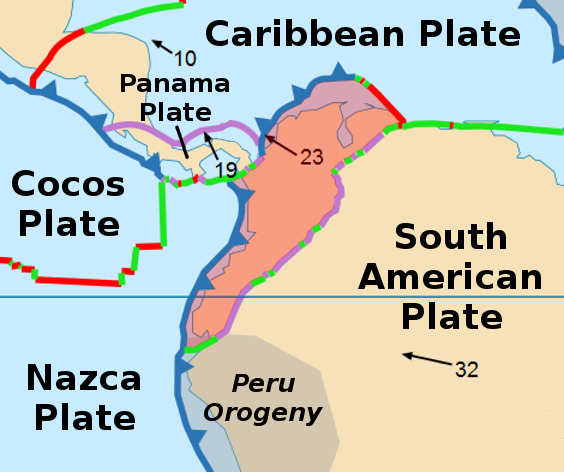 Caribbean Plate
10
Panama
Plate
19
23
Cocos
Plate
South
American
Plate
32
Nazca
Plate
Peru
Orogeny